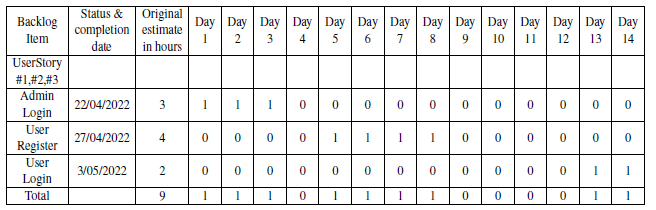 Backlog Item | Status & completion date | Original estimate in hours | Day 1 | Day 2 | Day 3 | Day 4 | Day 5 | Day 6 | Day 7 | Day 8 | Day 9 | Day 10 | Day 11 | Day 12 | Day 13 | Day 14
UserStory #1,#2,#3
Admin Login | 22/04/2022 | 3 | 1 | 1 | 1 | 0 | 0 | 0 | 0 | 0 | 0 | 0 | 0 | 0 | 0 | 0
User Register | 27/04/2022 | 4 | 0 | 0 | 0 | 0 | 1 | 1 | 1 | 1 | 0 | 0 | 0 | 0 | 0 | 0
User Login | 3/05/2022 | 2 | 0 | 0 | 0 | 0 | 0 | 0 | 0 | 0 | 0 | 0 | 0 | 0 | 1 | 1
Total | 9 | 1 | 1 | 1 | 0 | 1 | 1 | 1 | 1 | 0 | 0 | 0 | 0 | 1 | 1